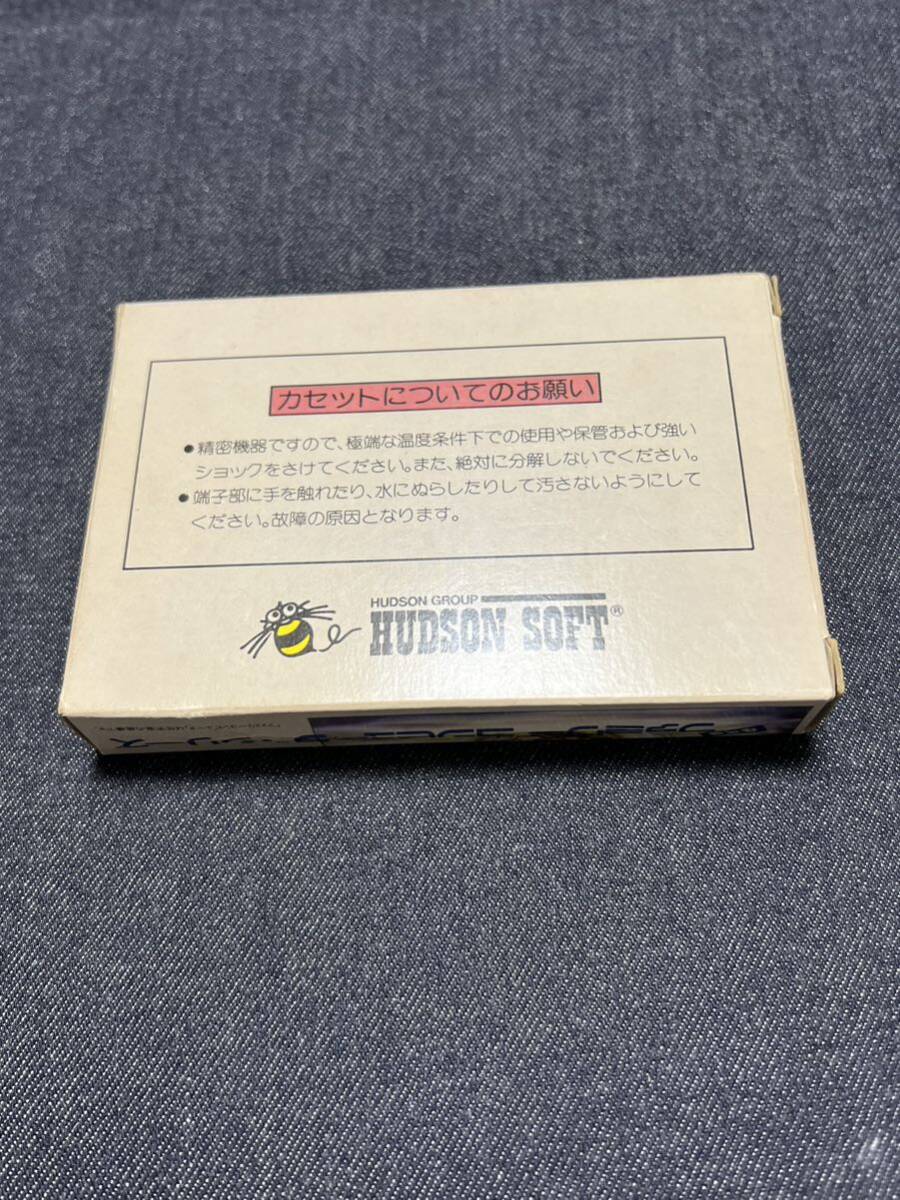 カセットについてのお願い
●精密機器ですので、極端な温度条件下での使用や保管および強い
ショックをさけてください。また、絶対に分解しないでください。
●端子部に手を触れたり、水にぬらしたりして汚さないようにして
ください。故障の原因となります。
HUDSON GROUP
HUDSON SOFT®